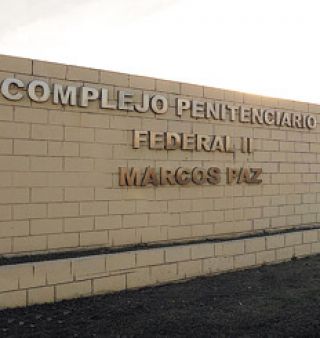 COMPLEJO PENITENCIARIO
FEDERAL II
MARCOS PAZ